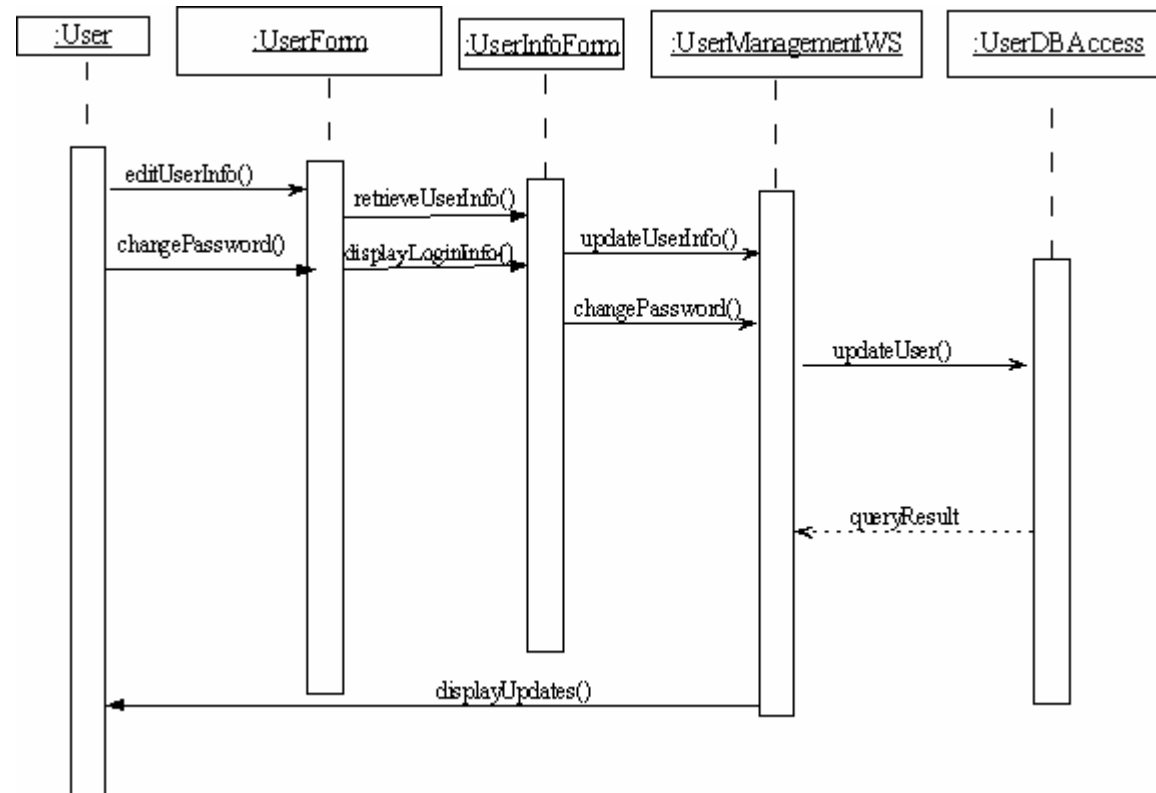 :User
:UserForm
:UserInfoForm
:UserManagementWS
:UserDBAccess
editUserInfo()
retrieveUserInfo()
changePassword()
displayLoginInfo()
updateUserInfo()
changePassword()
updateUser()
queryResult
displayUpdates()